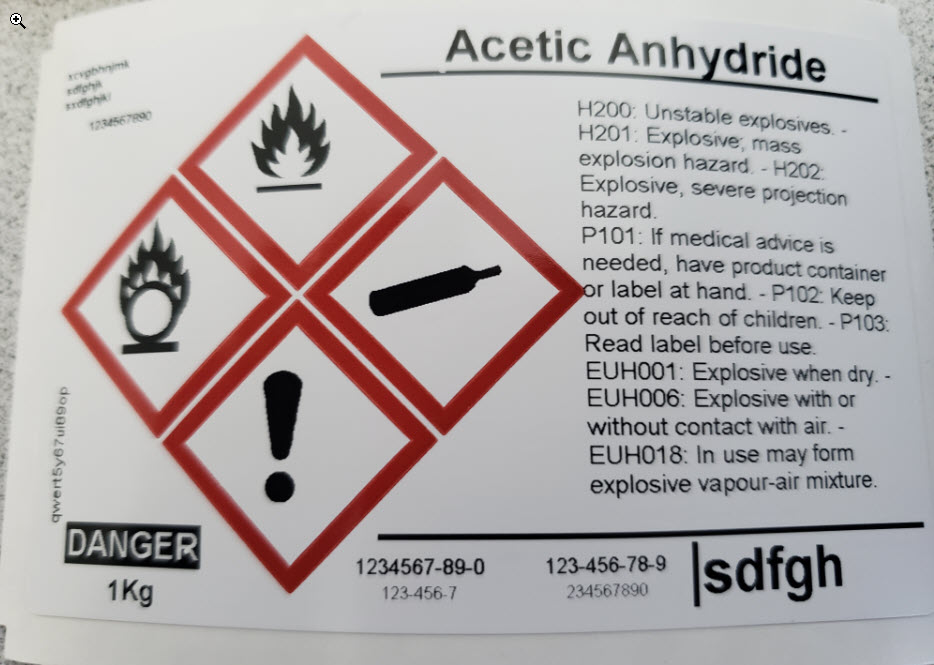 Acetic Anhydride
xcvgbhnjmk
sdfghjk
sxdfghjkl
1234567890
H200: Unstable explosives. -
H201: Explosive; mass
explosion hazard. - H202:
Explosive, severe projection
hazard.
P101: If medical advice is
needed, have product container
or label at hand. - P102: Keep
out of reach of children. - P103:
Read label before use.
EUH001: Explosive when dry. -
EUH006: Explosive with or
without contact with air. -
EUH018: In use may form
explosive vapour-air mixture.
qwert5y67ui89op
DANGER
1Kg
1234567-89-0
123-456-7
123-456-78-9
234567890
|sdfgh